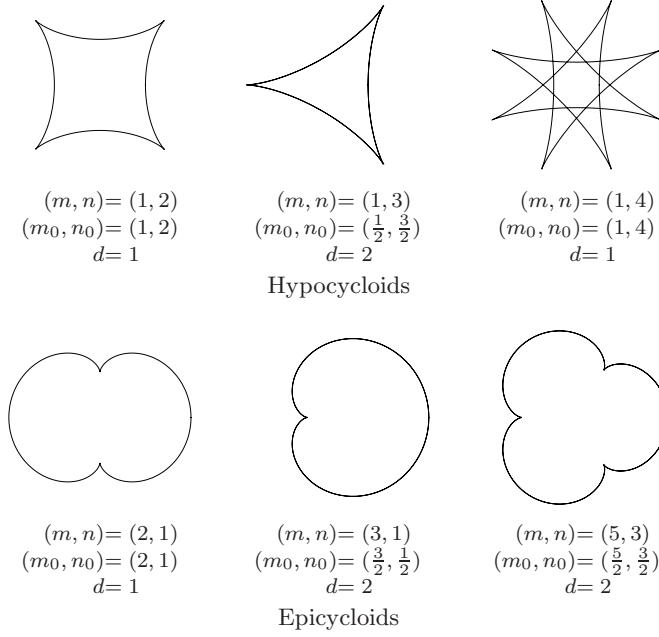 (m, n)= (1, 2) (m, n)= (1, 3) (m, n)= (1, 4)
(m₀, n₀)= (1, 2) (m₀, n₀)= (1/2, 3/2) (m₀, n₀)= (1, 4)
d= 1 d= 2 d= 1
Hypocycloids
(m, n)= (2, 1) (m, n)= (3, 1) (m, n)= (5, 3)
(m₀, n₀)= (2, 1) (m₀, n₀)= (3/2, 1/2) (m₀, n₀)= (5/2, 3/2)
d= 1 d= 2 d= 2
Epicycloids